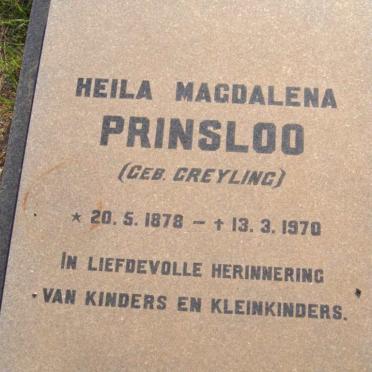 HEILA MAGDALENA
PRINSLOO
(GEB. GREYLING)
* 20. 5. 1878 – † 13. 3. 1970
IN LIEFDEVOLLE HERINNERING
VAN KINDERS EN KLEINKINDERS.